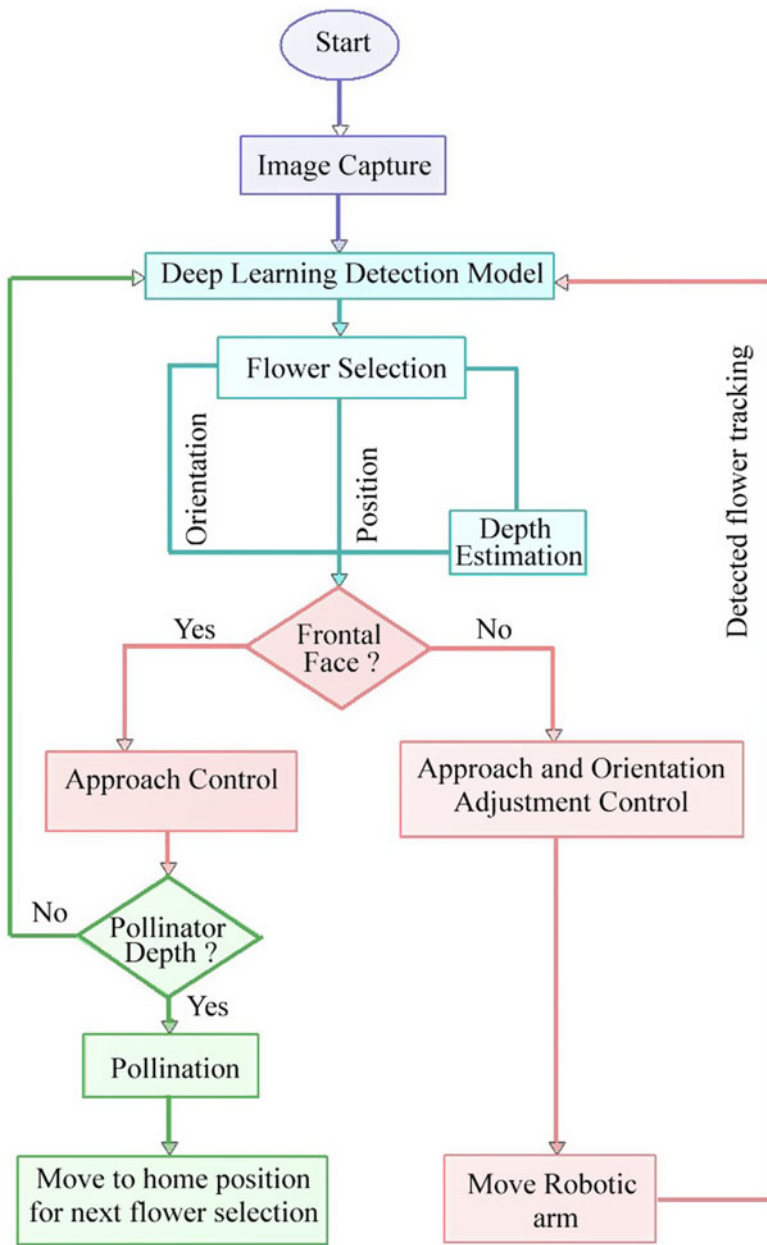 Start
Image Capture
Deep Learning Detection Model
Flower Selection
Orientation
Position
Depth
Estimation
Detected flower tracking
Yes
Frontal
Face ?
No
Approach Control
Approach and Orientation
Adjustment Control
No
Pollinator
Depth ?
Yes
Pollination
Move to home position
for next flower selection
Move Robotic
arm